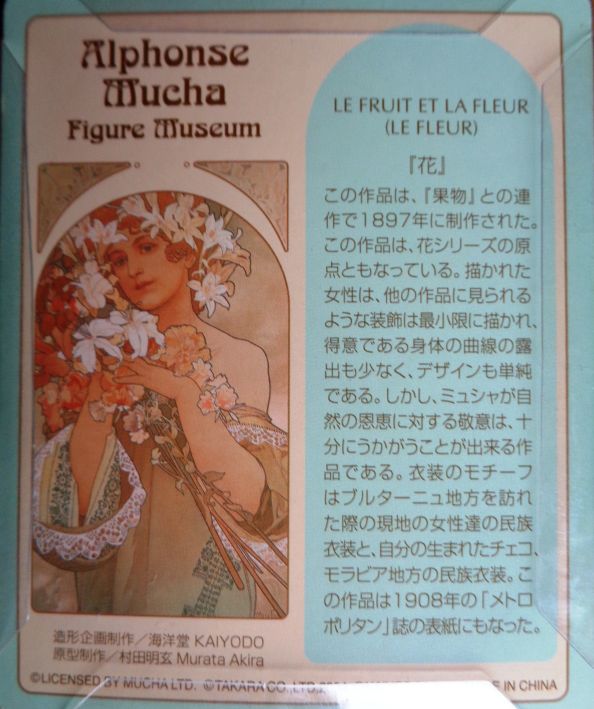 Alphonse
Mucha
Figure Museum
造形企画制作／海洋堂 KAIYODO
原型制作／村田明玄 Murata Akira
LE FRUIT ET LA FLEUR
(LE FLEUR)
『花』
この作品は、『果物』との連
作で1897年に制作された。
この作品は、花シリーズの原
点ともなっている。描かれた
女性は、他の作品に見られる
ような装飾は最小限に描かれ、
得意である身体の曲線の露
出も少なく、デザインも単純
である。しかし、ミュシャが自
然の恩恵に対する敬意は、十
分にうかがうことが出来る作
品である。衣装のモチーフ
はブルターニュ地方を訪れ
た際の現地の女性達の民族
衣装と、自分の生まれたチェコ、
モラビア地方の民族衣装。こ
の作品は1908年の「メトロ
ポリタン」誌の表紙にもなった。
©LICENSED BY MUCHA LTD. ©TAKARA CO.,LTD. IN CHINA